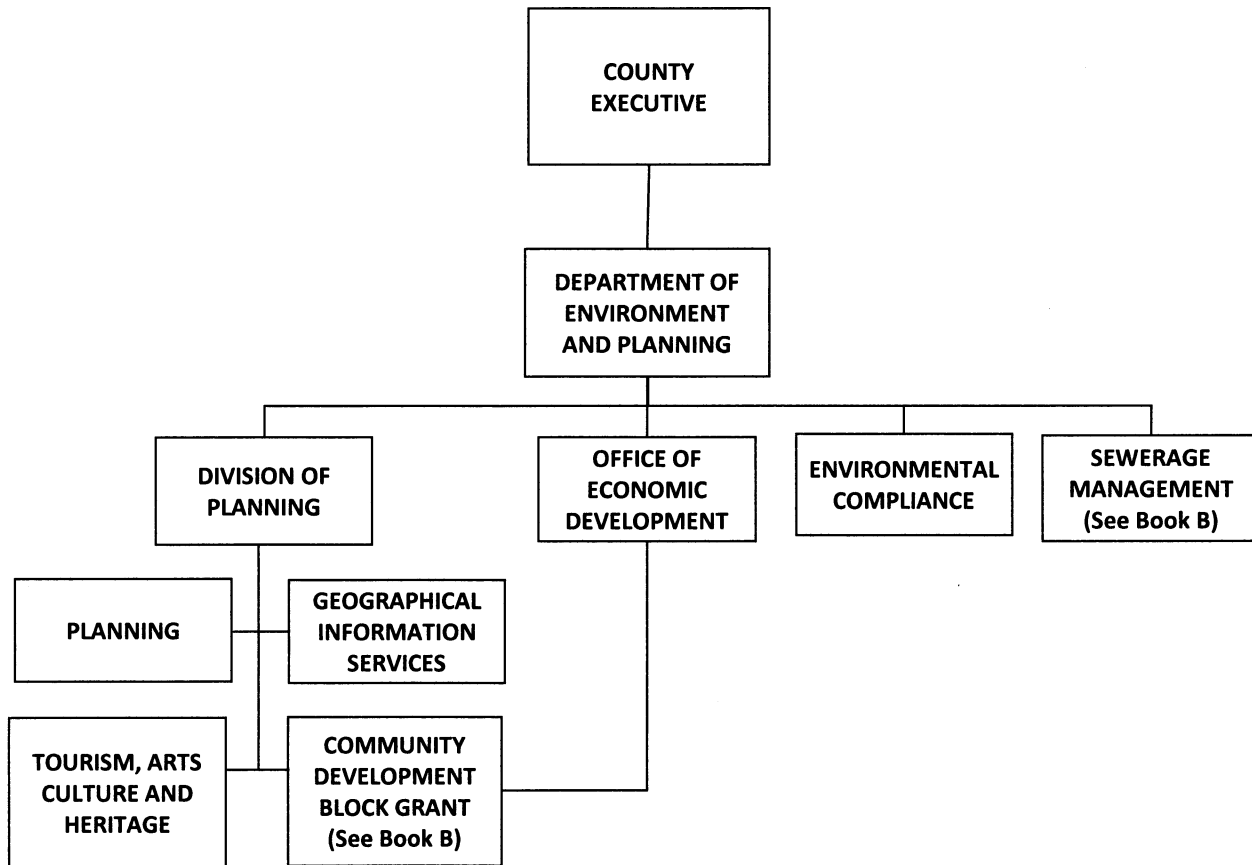 COUNTY
EXECUTIVE
DEPARTMENT OF
ENVIRONMENT
AND PLANNING
DIVISION OF
PLANNING
OFFICE OF
ECONOMIC
DEVELOPMENT
ENVIRONMENTAL
COMPLIANCE
SEWERAGE
MANAGEMENT
(See Book B)
PLANNING
GEOGRAPHICAL
INFORMATION
SERVICES
TOURISM, ARTS
CULTURE AND
HERITAGE
COMMUNITY
DEVELOPMENT
BLOCK GRANT
(See Book B)